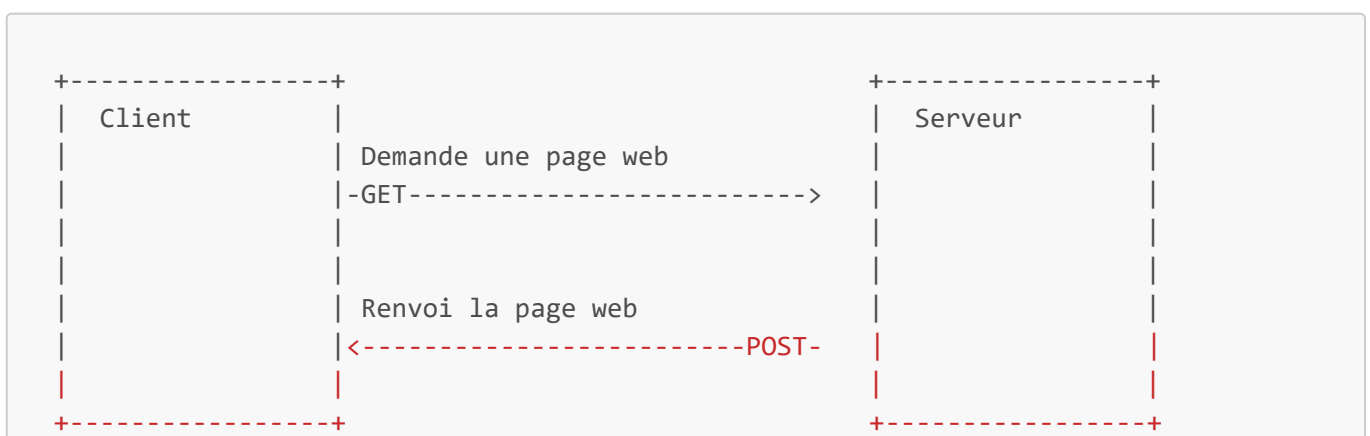 +-----------------+ +-----------------+
| Client | | Serveur |
| | Demande une page web | |
| |-GET--------------------------> | |
| | | |
| | | |
| | Renvoi la page web | |
| |<-------------------------POST- | |
| | | |
+-----------------+ +-----------------+